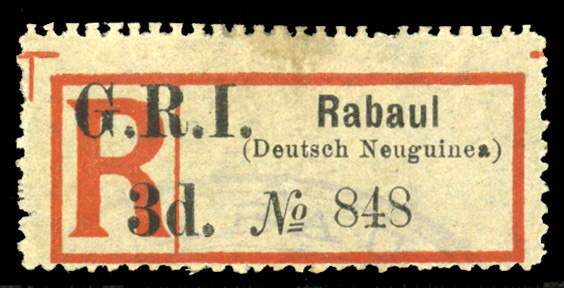 G.R.I.
R
Rabaul
(Deutsch Neuguinea)
3d.
№ 848